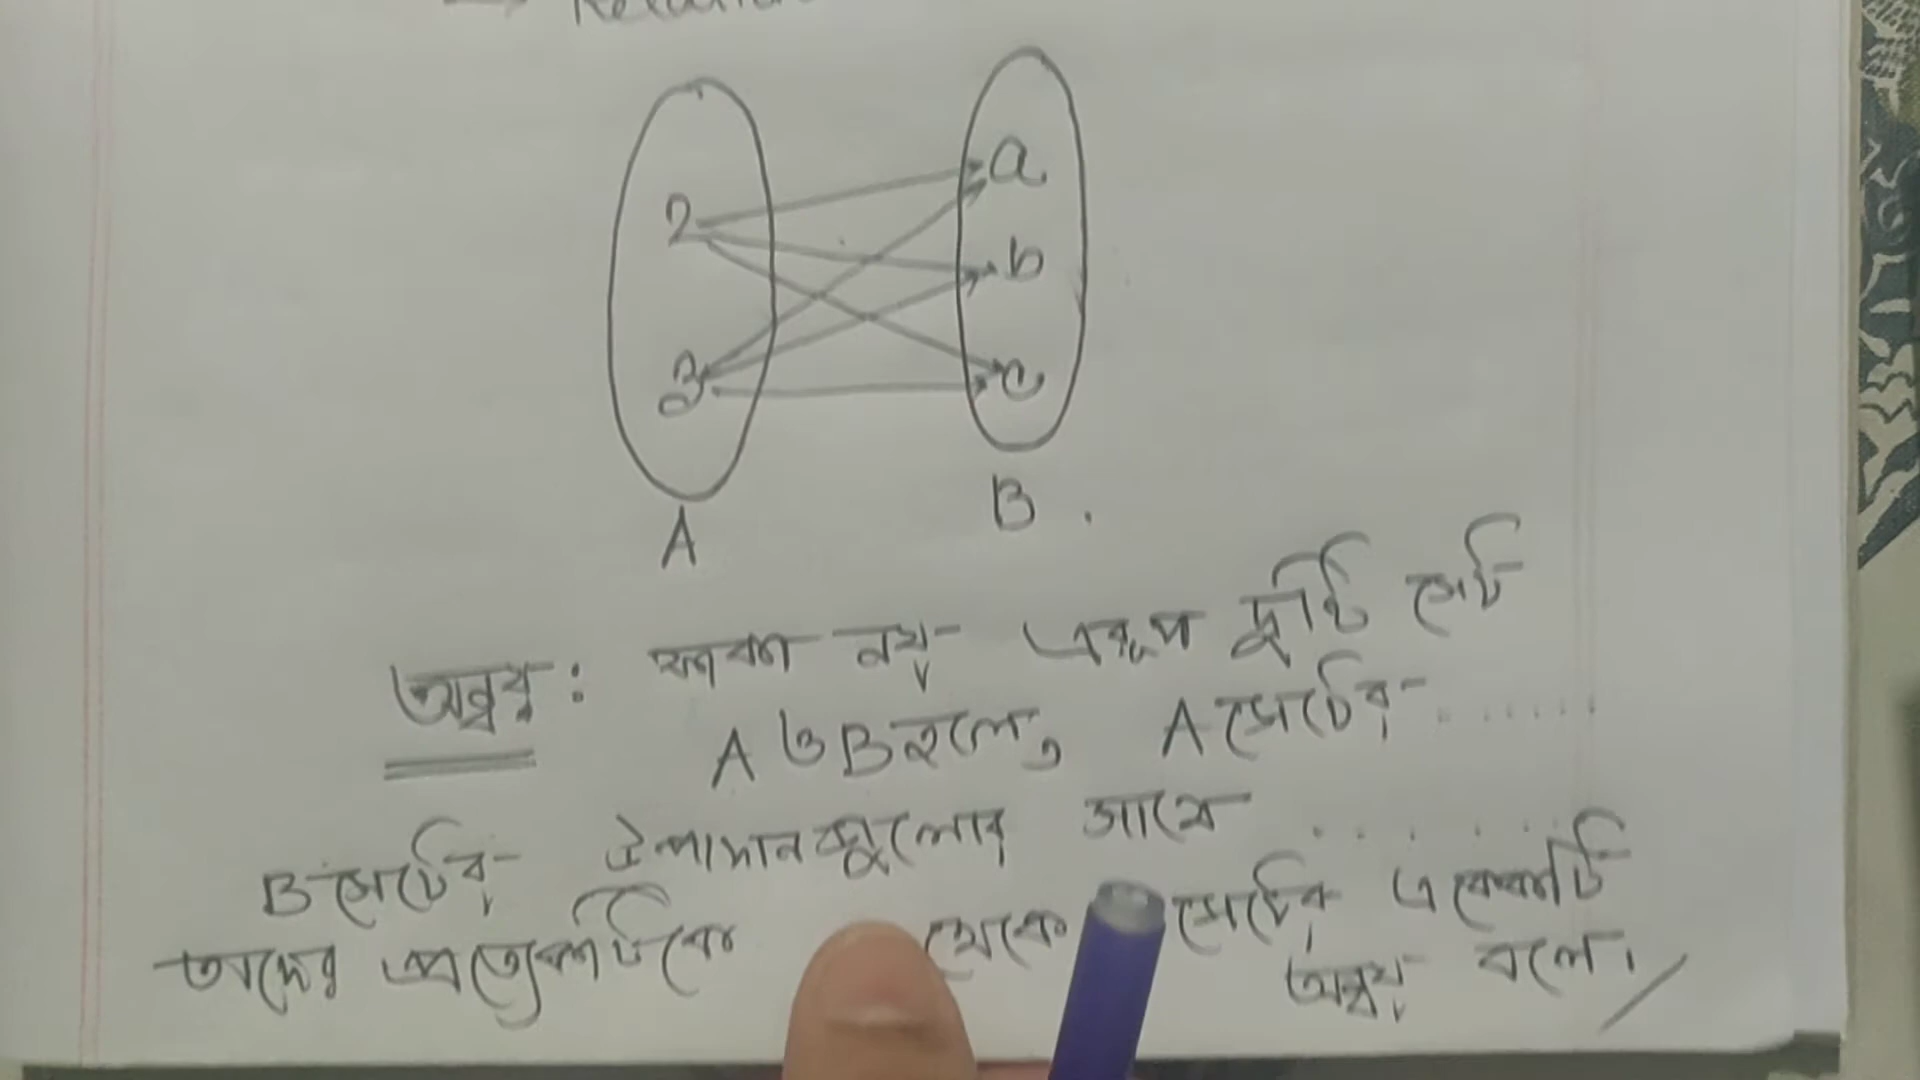 2
3
a
b
c
A
B .
অন্বয় : ফাকা নয় এরূপ দুটি সেট
A ও B হলে, A সেটের ......
B সেটের উপাদানগুলোর সাথে ......
তাদের প্রত্যেকটিকে থেকে সেটের একেকটি
অন্বয় বলে।